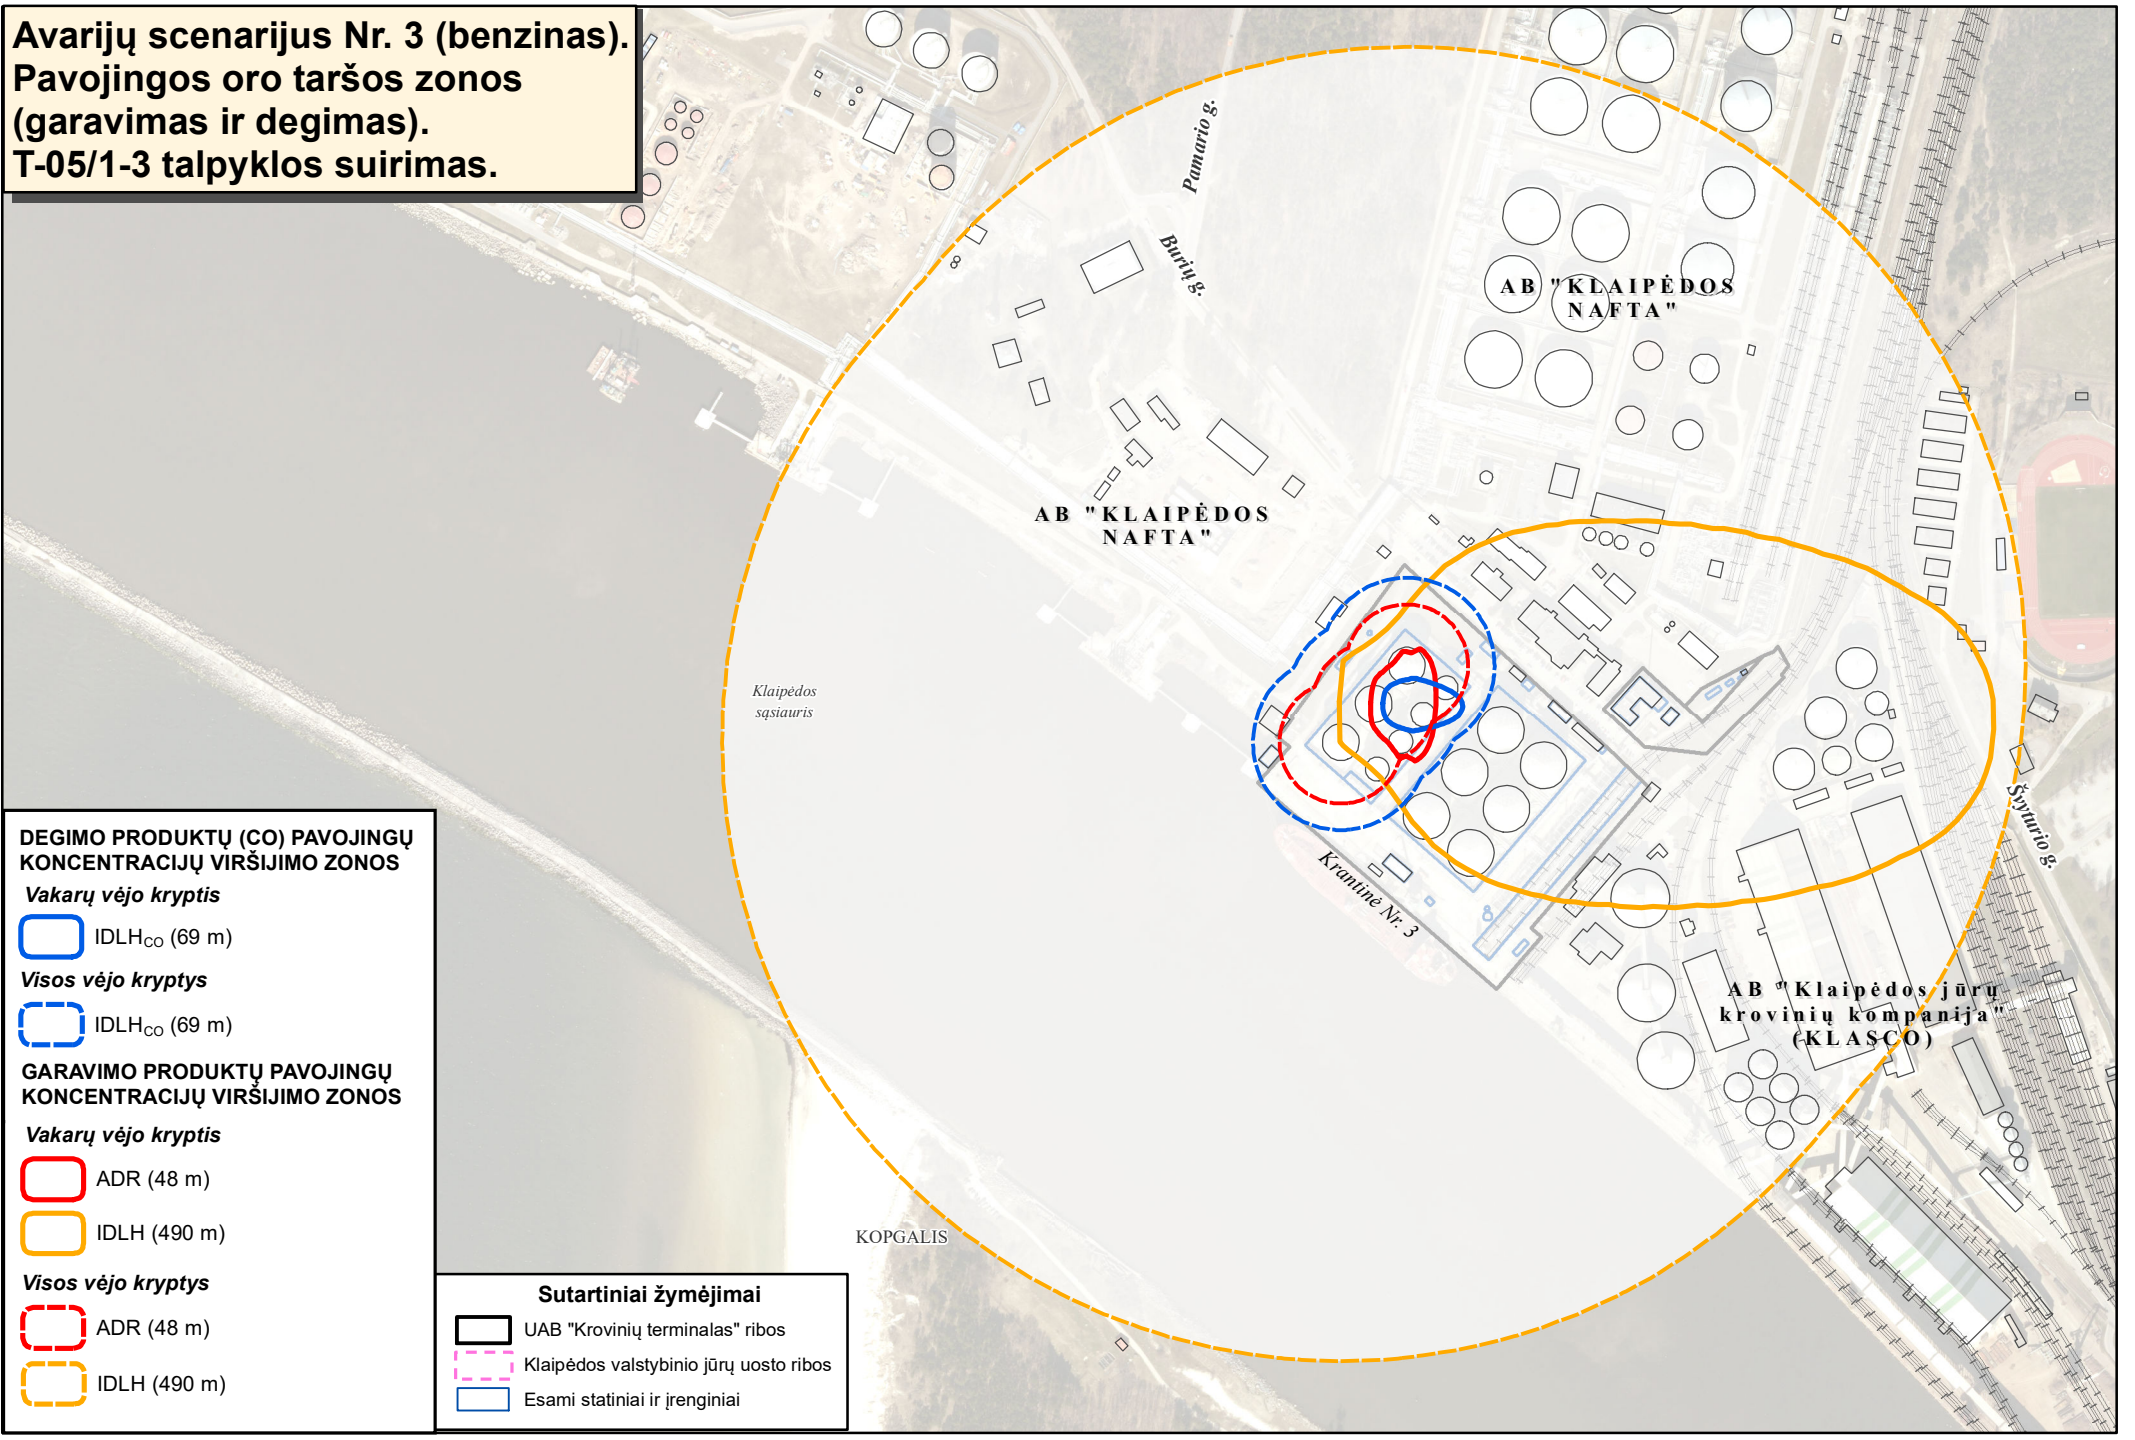 Avarijų scenarijus Nr. 3 (benzinas).
Pavojingos oro taršos zonos
(garavimas ir degimas).
T-05/1-3 talpyklos suirimas.
Pamario g.
Burių g.
AB "KLAIPĖDOS
NAFTA"
AB "KLAIPĖDOS
NAFTA"
Klaipėdos
sąsiauris
Švyturio g.
Krantinė Nr. 3
AB "Klaipėdos jūrų
krovinių kompanija"
(KLASCO)
KOPGALIS
DEGIMO PRODUKTŲ (CO) PAVOJINGŲ
KONCENTRACIJŲ VIRŠIJIMO ZONOS
Vakarų vėjo kryptis
IDLHCO (69 m)
Visos vėjo kryptys
IDLHCO (69 m)
GARAVIMO PRODUKTŲ PAVOJINGŲ
KONCENTRACIJŲ VIRŠIJIMO ZONOS
Vakarų vėjo kryptis
ADR (48 m)
IDLH (490 m)
Visos vėjo kryptys
ADR (48 m)
IDLH (490 m)
Sutartiniai žymėjimai
UAB "Krovinių terminalas" ribos
Klaipėdos valstybinio jūrų uosto ribos
Esami statiniai ir įrenginiai